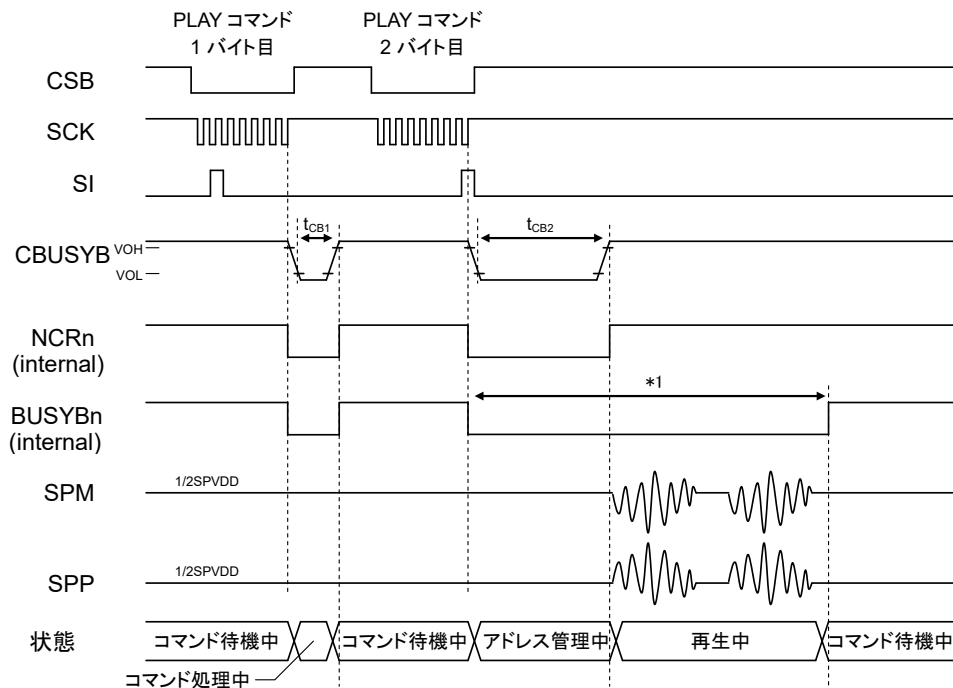 PLAY コマンド
1 バイト目
PLAY コマンド
2 バイト目
CSB
SCK
SI
tCB1
tCB2
CBUSYB
VOH
VOL
NCRn
(internal)
*1
BUSYBn
(internal)
SPM
1/2SPVDD
SPP
1/2SPVDD
状態
コマンド待機中
コマンド待機中
アドレス管理中
再生中
コマンド待機中
コマンド処理中